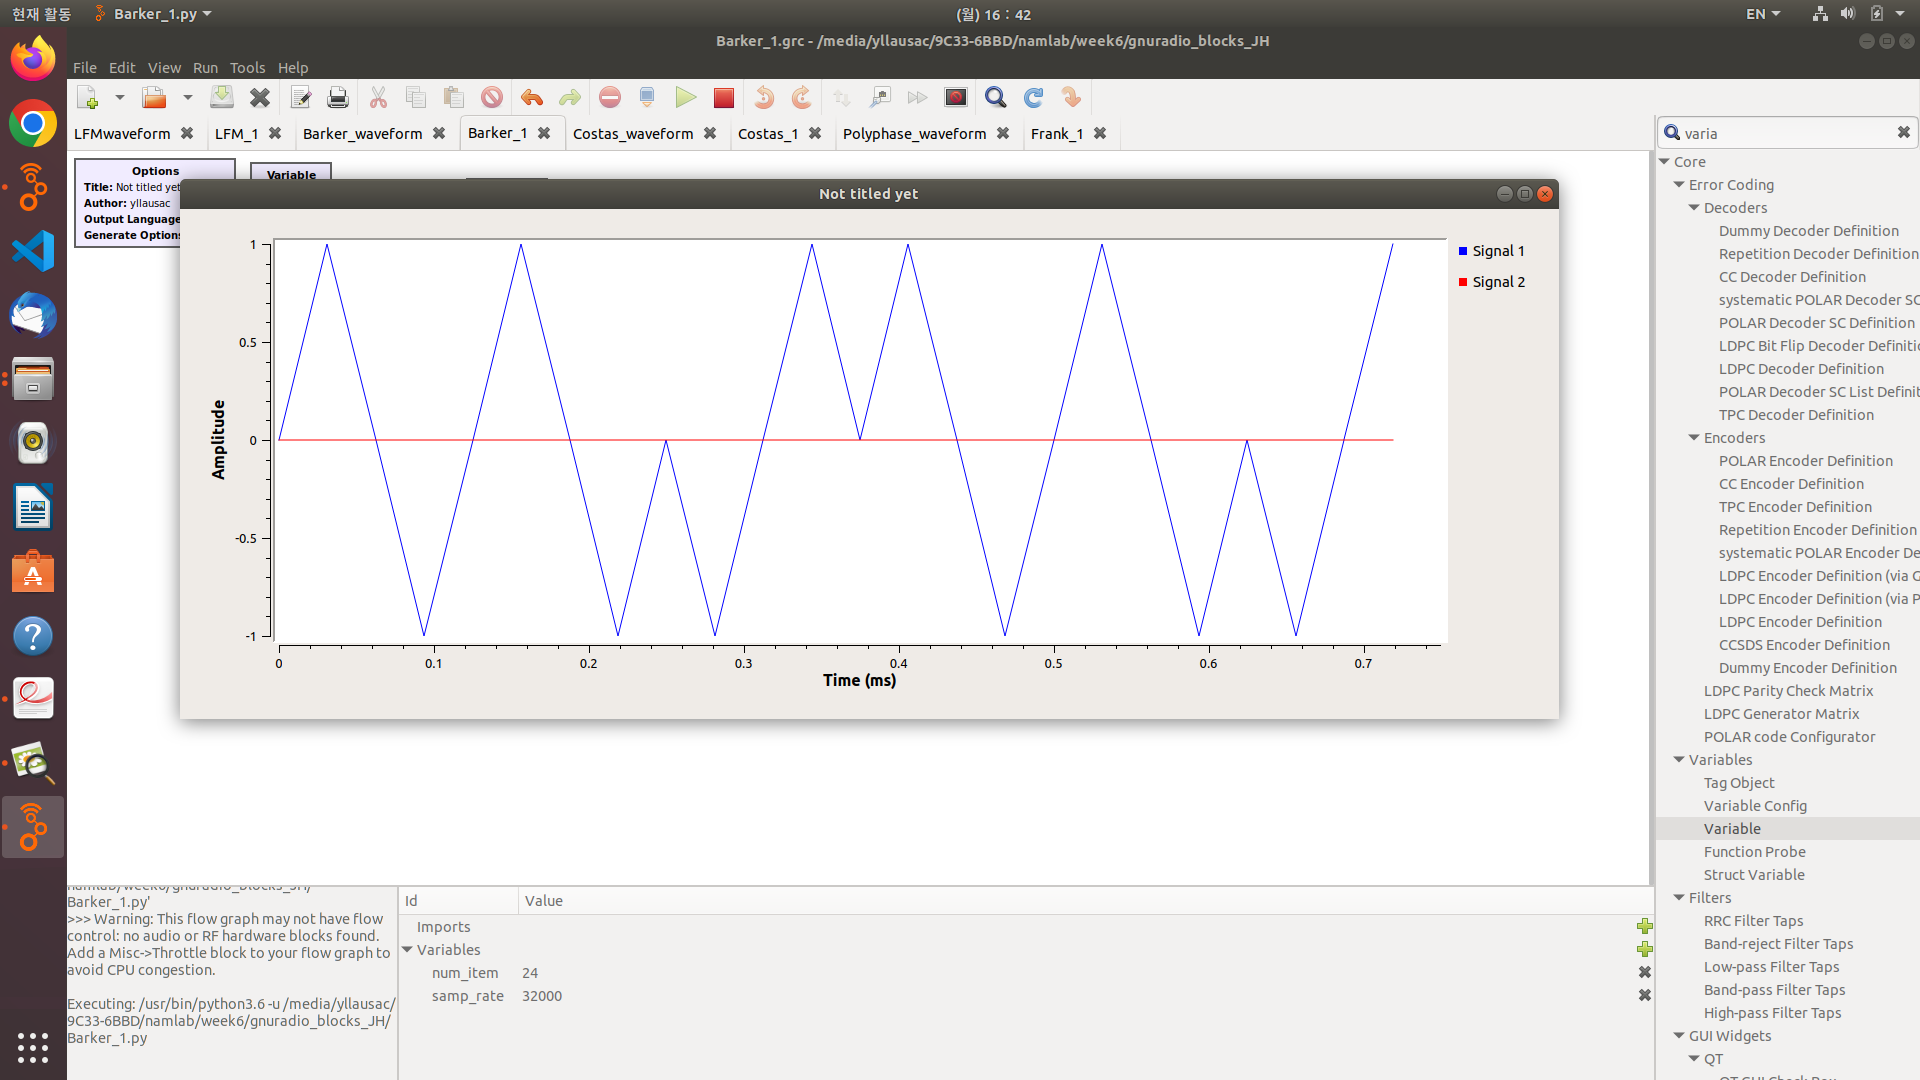 현재 활동 Barker_1.py (월) 16 : 42 EN
Barker_1.grc - /media/yllausac/9C33-6BBD/namlab/week6/gnuradio_blocks_JH
File Edit View Run Tools Help
LFMwaveform LFM_1 Barker_waveform Barker_1 Costas_waveform Costas_1 Polyphase_waveform Frank_1
varia
Options
Title: Not titled yet
Author: yllausac
Output Language
Generate Options
Variable
Not titled yet
Signal 1
Signal 2
Amplitude
1
0.5
0
-0.5
-1
0 0.1 0.2 0.3 0.4 0.5 0.6 0.7
Time (ms)
Core
Error Coding
Decoders
Dummy Decoder Definition
Repetition Decoder Definition
CC Decoder Definition
systematic POLAR Decoder SC
POLAR Decoder SC Definition
LDPC Bit Flip Decoder Definitio
LDPC Decoder Definition
POLAR Decoder SC List Definit
TPC Decoder Definition
Encoders
POLAR Encoder Definition
CC Encoder Definition
TPC Encoder Definition
Repetition Encoder Definition
systematic POLAR Encoder De
LDPC Encoder Definition (via G
LDPC Encoder Definition (via P
LDPC Encoder Definition
CCSDS Encoder Definition
Dummy Encoder Definition
LDPC Parity Check Matrix
LDPC Generator Matrix
POLAR code Configurator
Variables
Tag Object
Variable Config
Variable
Function Probe
Struct Variable
Filters
RRC Filter Taps
Band-reject Filter Taps
Low-pass Filter Taps
Band-pass Filter Taps
High-pass Filter Taps
GUI Widgets
QT
QT GUI Check Box
namlab/week6/gnuradio_blocks_JH/
Barker_1.py'
>>> Warning: This flow graph may not have flow
control: no audio or RF hardware blocks found.
Add a Misc->Throttle block to your flow graph to
avoid CPU congestion.
Executing: /usr/bin/python3.6 -u /media/yllausac/
9C33-6BBD/namlab/week6/gnuradio_blocks_JH/
Barker_1.py
Id Value
Imports
Variables
num_item 24
samp_rate 32000